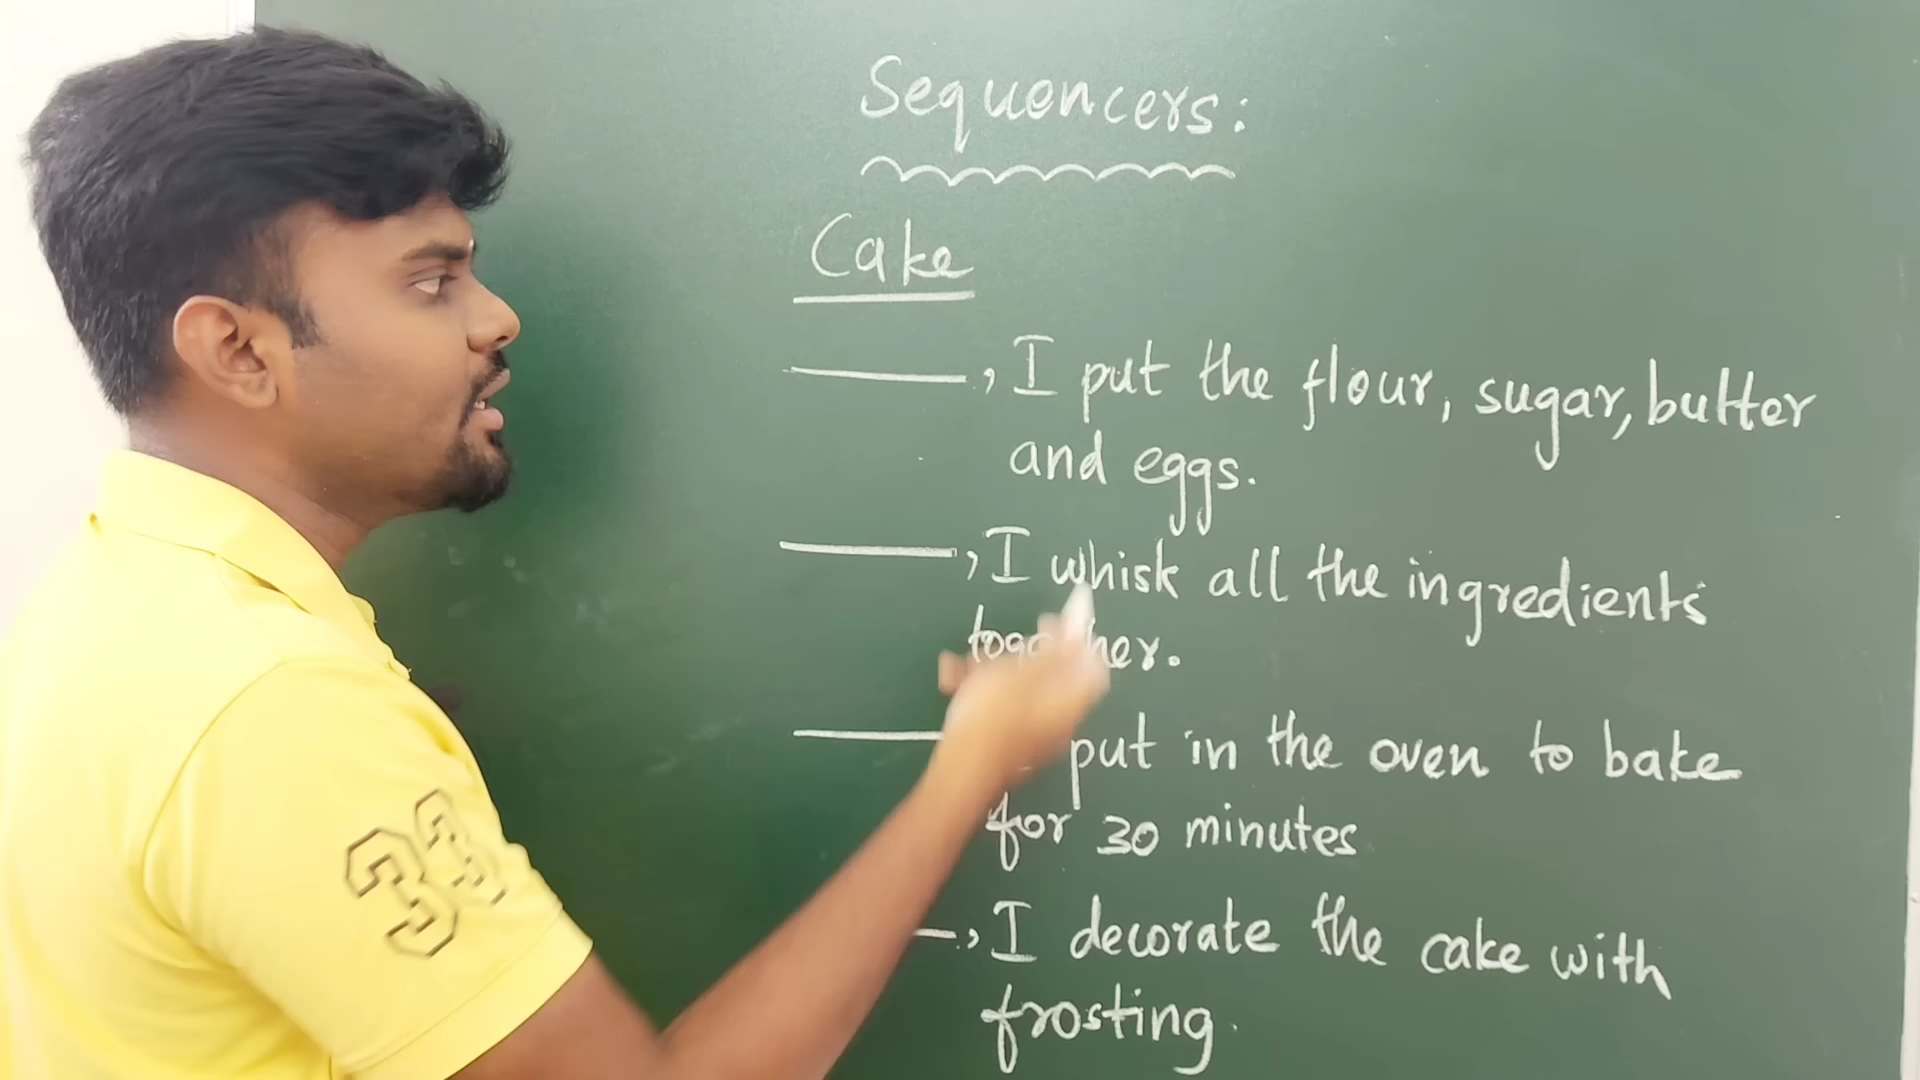 Sequencers:
Cake
, I put the flour, sugar, butter
and eggs.
, I whisk all the ingredients
put in the oven to bake
for 30 minutes
, I decorate the cake with
frosting.
33